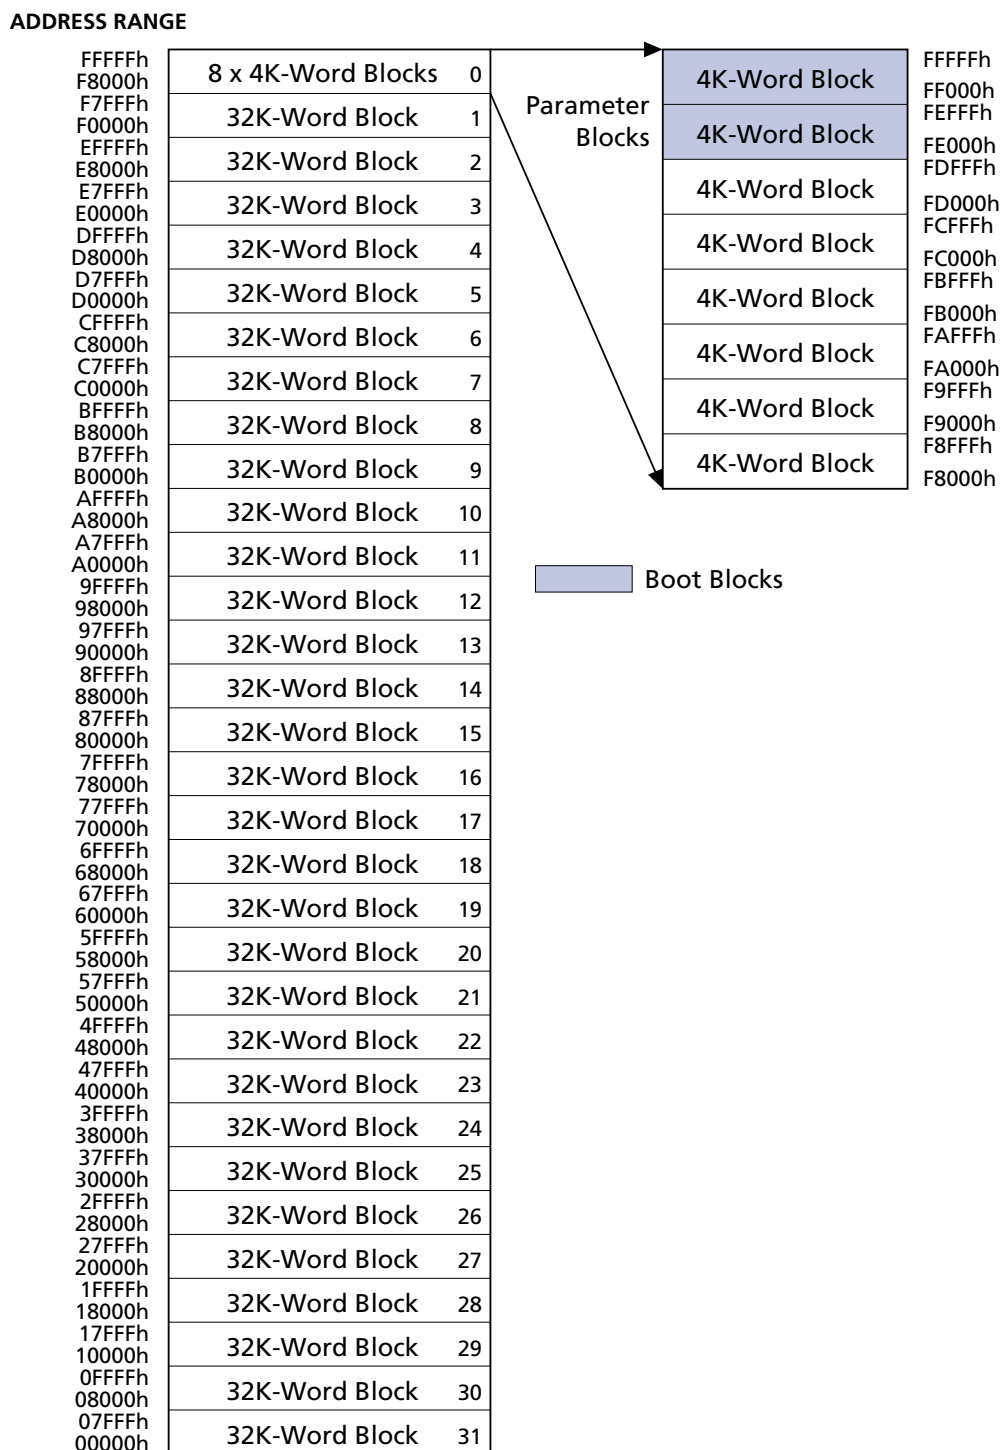 ADDRESS RANGE
FFFFFh
F8000h
8 x 4K-Word Blocks 0
F7FFFh
F0000h
32K-Word Block 1
EFFFFh
E8000h
32K-Word Block 2
E7FFFh
E0000h
32K-Word Block 3
DFFFFh
D8000h
32K-Word Block 4
D7FFFh
D0000h
32K-Word Block 5
CFFFFh
C8000h
32K-Word Block 6
C7FFFh
C0000h
32K-Word Block 7
BFFFFh
B8000h
32K-Word Block 8
B7FFFh
B0000h
32K-Word Block 9
AFFFFh
A8000h
32K-Word Block 10
A7FFFh
A0000h
32K-Word Block 11
9FFFFh
98000h
32K-Word Block 12
97FFFh
90000h
32K-Word Block 13
8FFFFh
88000h
32K-Word Block 14
87FFFh
80000h
32K-Word Block 15
7FFFFh
78000h
32K-Word Block 16
77FFFh
70000h
32K-Word Block 17
6FFFFh
68000h
32K-Word Block 18
67FFFh
60000h
32K-Word Block 19
5FFFFh
58000h
32K-Word Block 20
57FFFh
50000h
32K-Word Block 21
4FFFFh
48000h
32K-Word Block 22
47FFFh
40000h
32K-Word Block 23
3FFFFh
38000h
32K-Word Block 24
37FFFh
30000h
32K-Word Block 25
2FFFFh
28000h
32K-Word Block 26
27FFFh
20000h
32K-Word Block 27
1FFFFh
18000h
32K-Word Block 28
17FFFh
10000h
32K-Word Block 29
0FFFFh
08000h
32K-Word Block 30
07FFFh
00000h
32K-Word Block 31
Parameter
Blocks
4K-Word Block
FFFFFh
FF000h
4K-Word Block
FEFFFh
FE000h
4K-Word Block
FDFFFh
FD000h
4K-Word Block
FCFFFh
FC000h
4K-Word Block
FBFFFh
FB000h
4K-Word Block
FAFFFh
FA000h
4K-Word Block
F9FFFh
F9000h
4K-Word Block
F8FFFh
F8000h
Boot Blocks